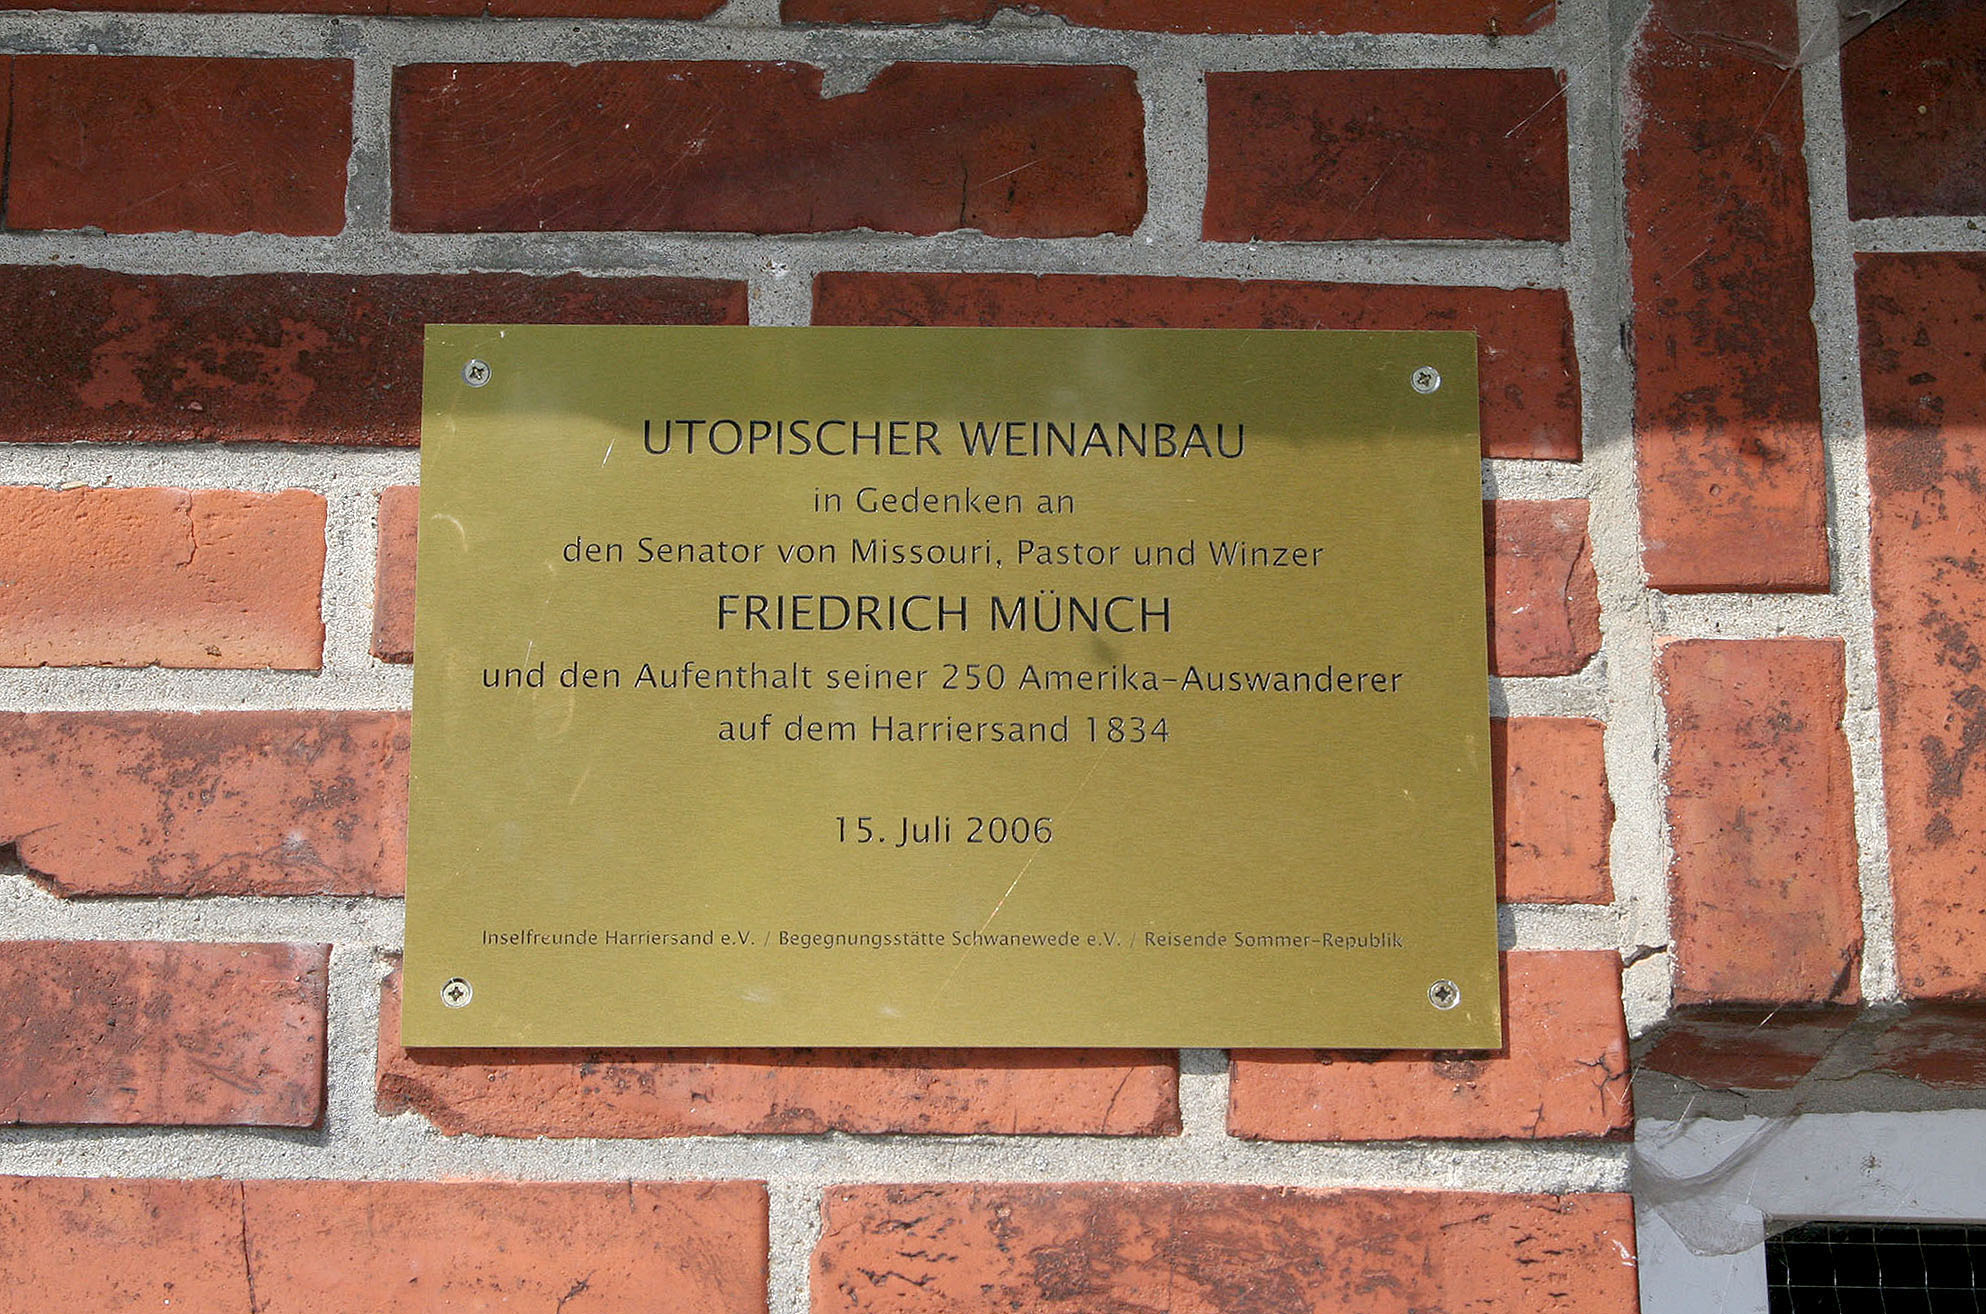 UTOPISCHER WEINANBAU
in Gedenken an
den Senator von Missouri, Pastor und Winzer
FRIEDRICH MÜNCH
und den Aufenthalt seiner 250 Amerika-Auswanderer
auf dem Harriersand 1834
15. Juli 2006
Inselfreunde Harriersand e.V. / Begegnungsstätte Schwanewede e.V. / Reisende Sommer-Republik